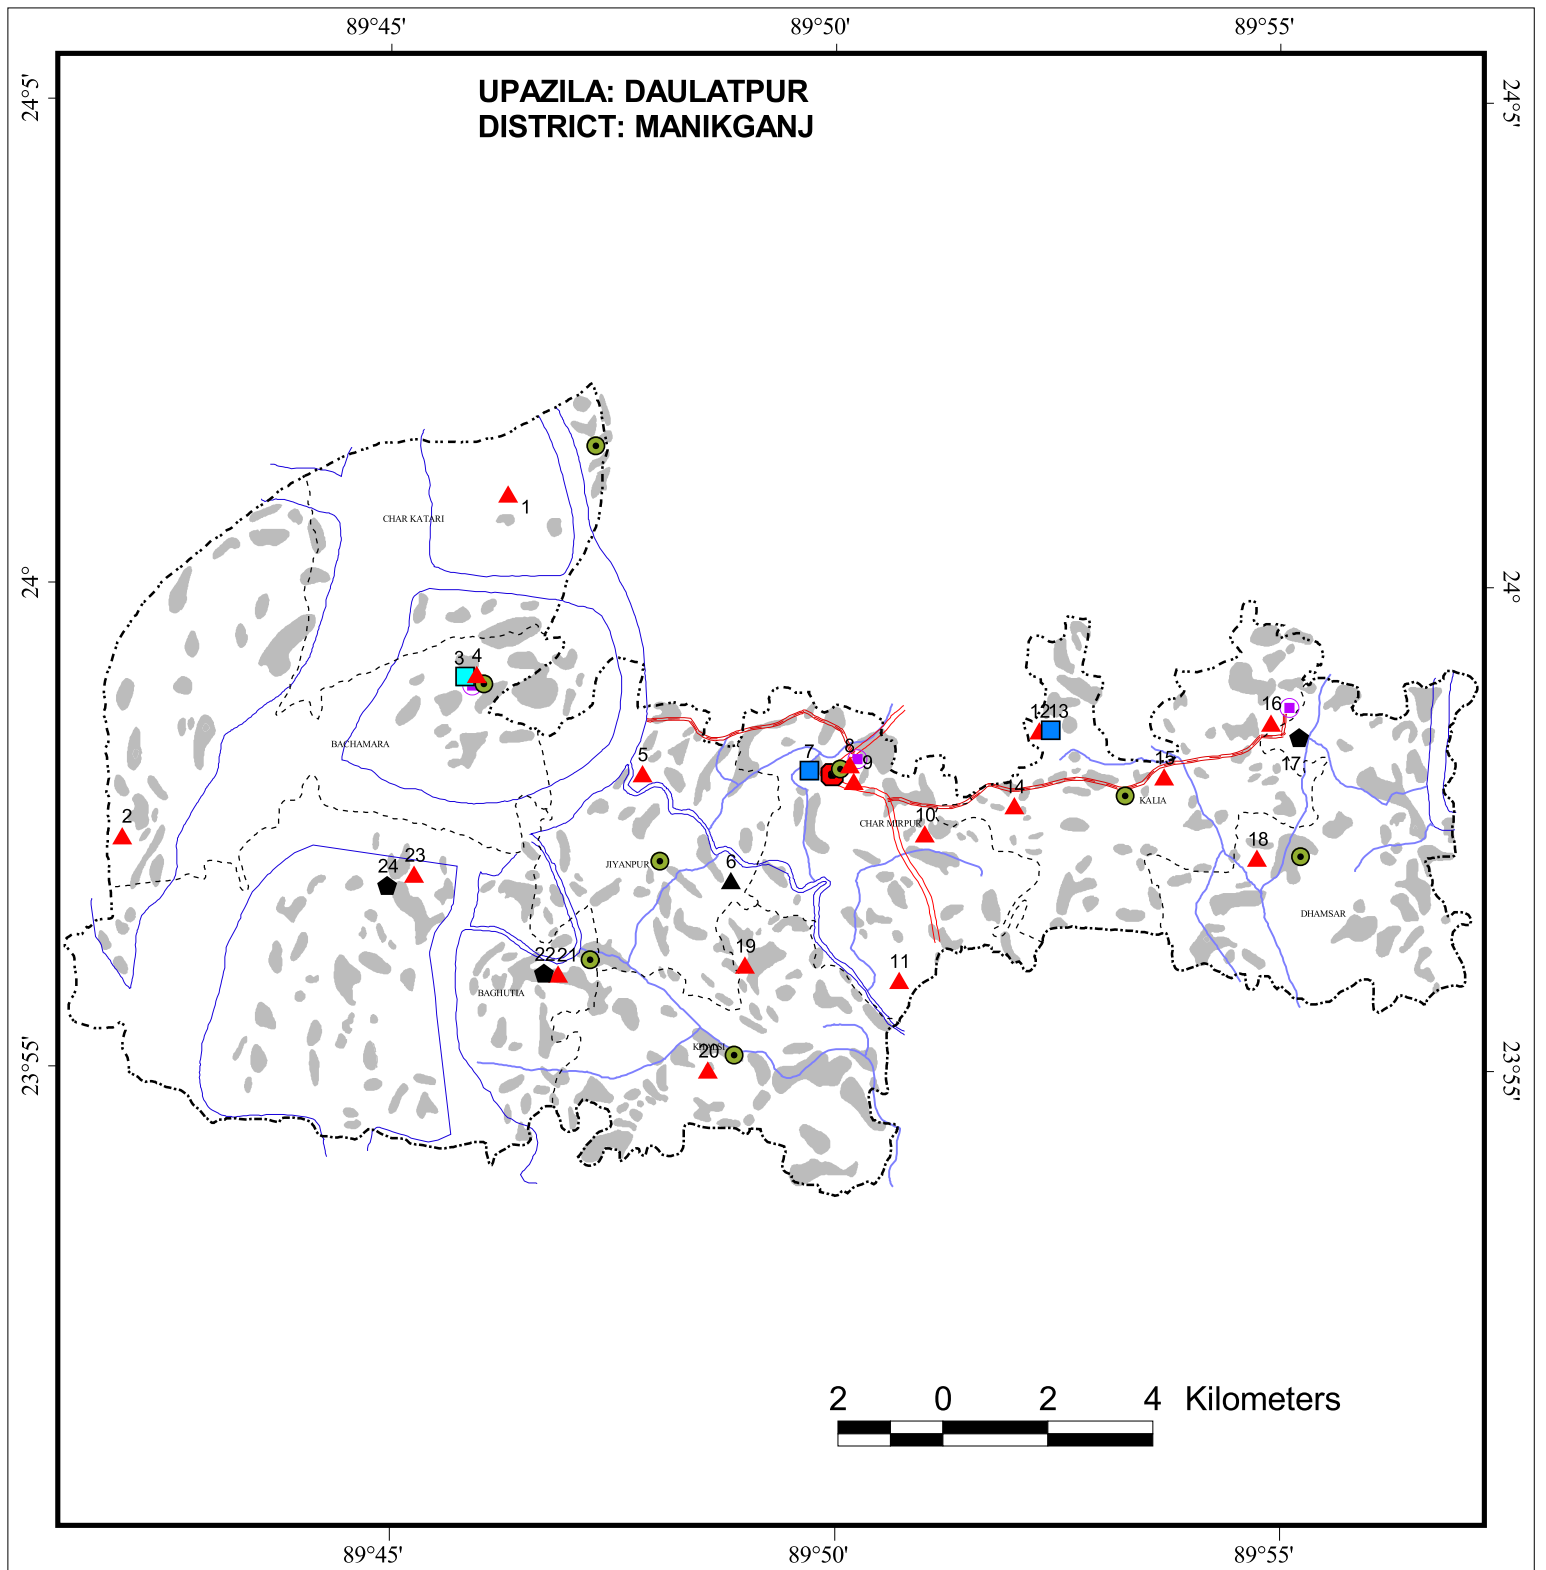 89°45' 89°50' 89°55'
24°5' 24°5'
UPAZILA: DAULATPUR
DISTRICT: MANIKGANJ
1
CHAR KATARI
24° 24°
3 4
16
12 13
BACHAMARA
8
7 9
5
17
15
KALIA
14
2
10
CHAR MIRPUR
18
23
24
JIYANPUR 6
DHAMSAR
19
22 21
11
BAGHUTIA
20
23°55' 23°55'
2 0 2 4 Kilometers
89°45' 89°50' 89°55'